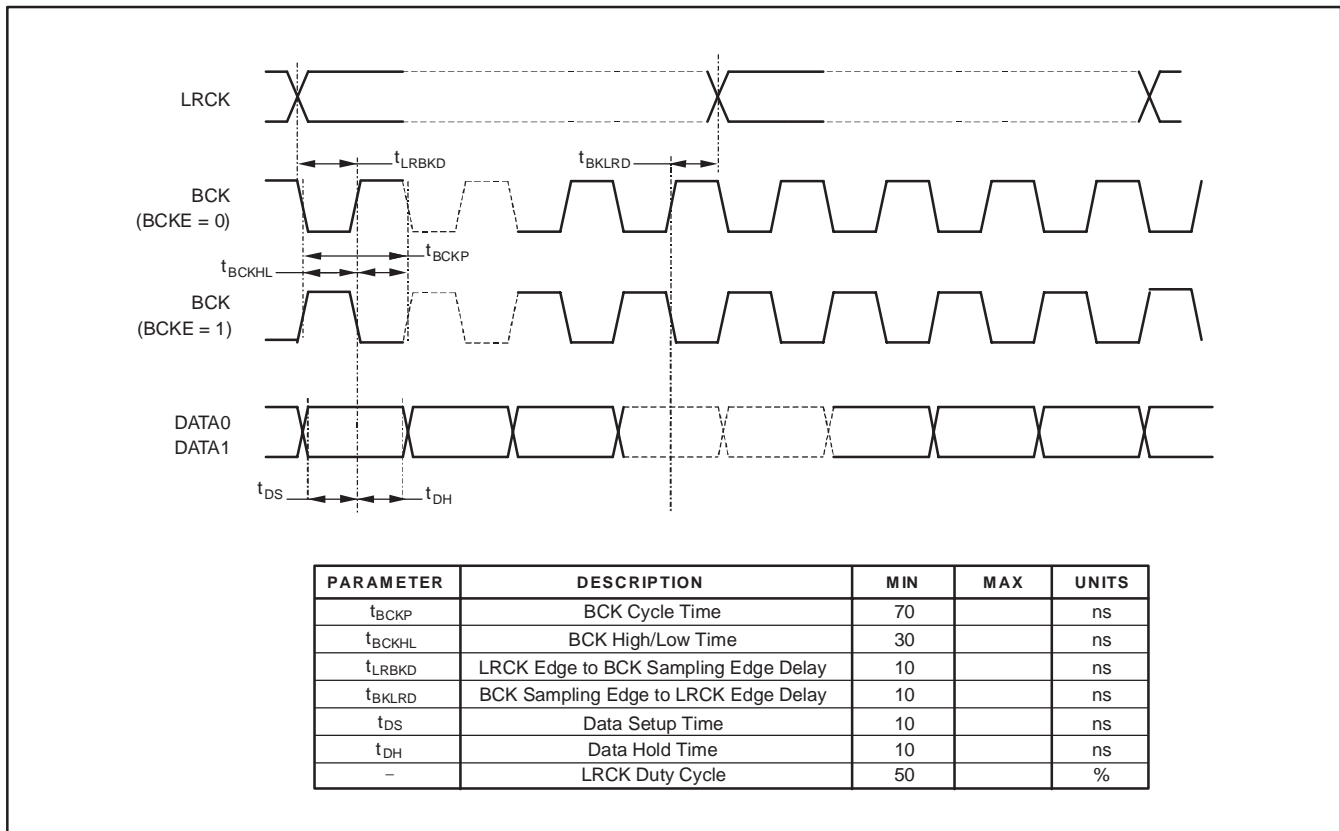 LRCK
tLRBKD
tBKLRD
BCK
(BCKE = 0)
tBCKP
tBCKHL
BCK
(BCKE = 1)
DATA0
DATA1
tDS
tDH
PARAMETER DESCRIPTION MIN MAX UNITS
tBCKP BCK Cycle Time 70 ns
tBCKHL BCK High/Low Time 30 ns
tLRBKD LRCK Edge to BCK Sampling Edge Delay 10 ns
tBKLRD BCK Sampling Edge to LRCK Edge Delay 10 ns
tDS Data Setup Time 10 ns
tDH Data Hold Time 10 ns
– LRCK Duty Cycle 50 %